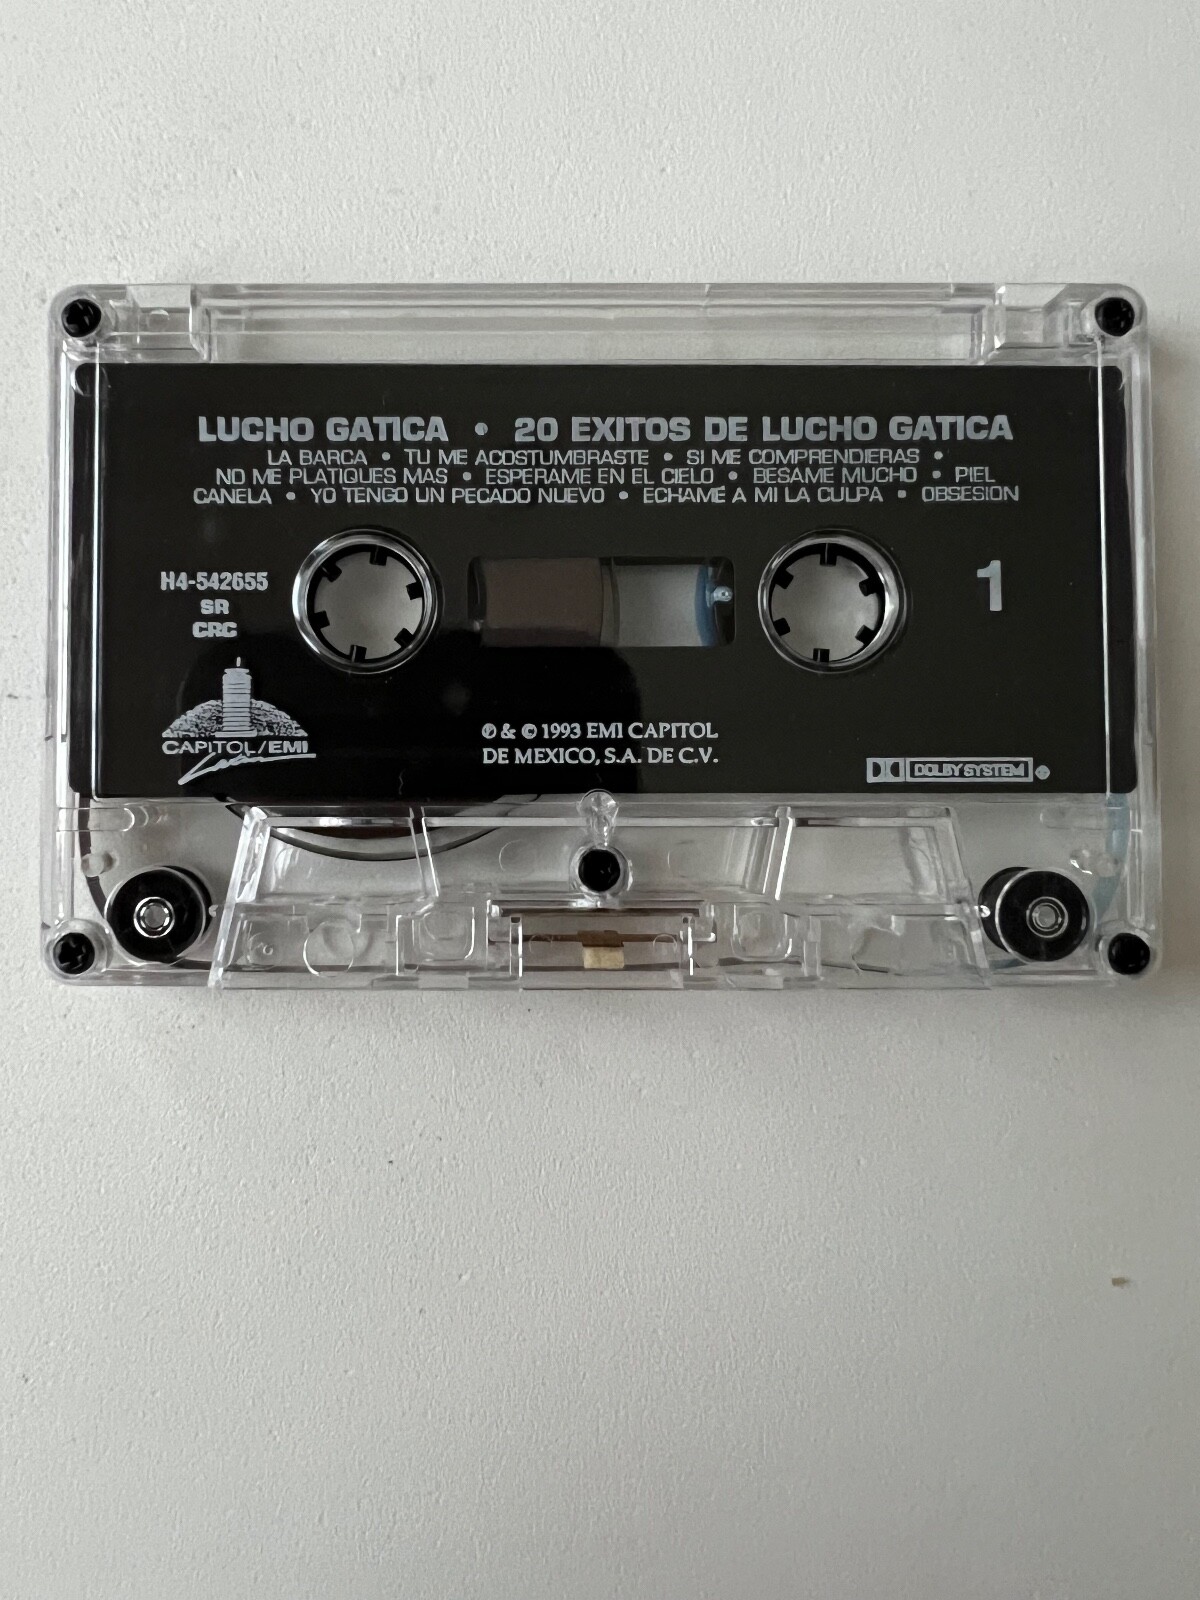 LUCHO GATICA • 20 EXITOS DE LUCHO GATICA
LA BARCA • TU ME ACOSTUMBRASTE • SI ME COMPRENDIERAS •
NO ME PLATIQUES MAS • ESPERAME EN EL CIELO • BESAME MUCHO • PIEL
CANELA • YO TENGO UN PECADO NUEVO • ECHAME A MI LA CULPA • OBSESION
H4-542655
SR
CRC
1
CAPITOL/EMI
Latin
℗ & © 1993 EMI CAPITOL
DE MEXICO, S.A. DE C.V.
DOLBY SYSTEM